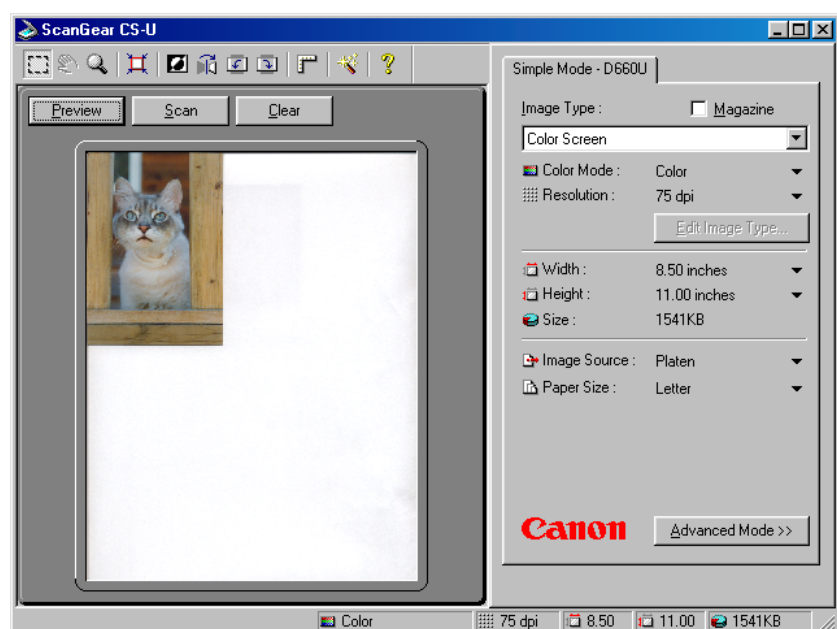 ScanGear CS-U
Preview
Scan
Clear
Simple Mode - D660U
Image Type :
Magazine
Color Screen
Color Mode :
Color
Resolution :
75 dpi
Edit Image Type...
Width :
8.50 inches
Height :
11.00 inches
Size :
1541KB
Image Source :
Platen
Paper Size :
Letter
Canon
Advanced Mode >>
Color
75 dpi
8.50
11.00
1541KB